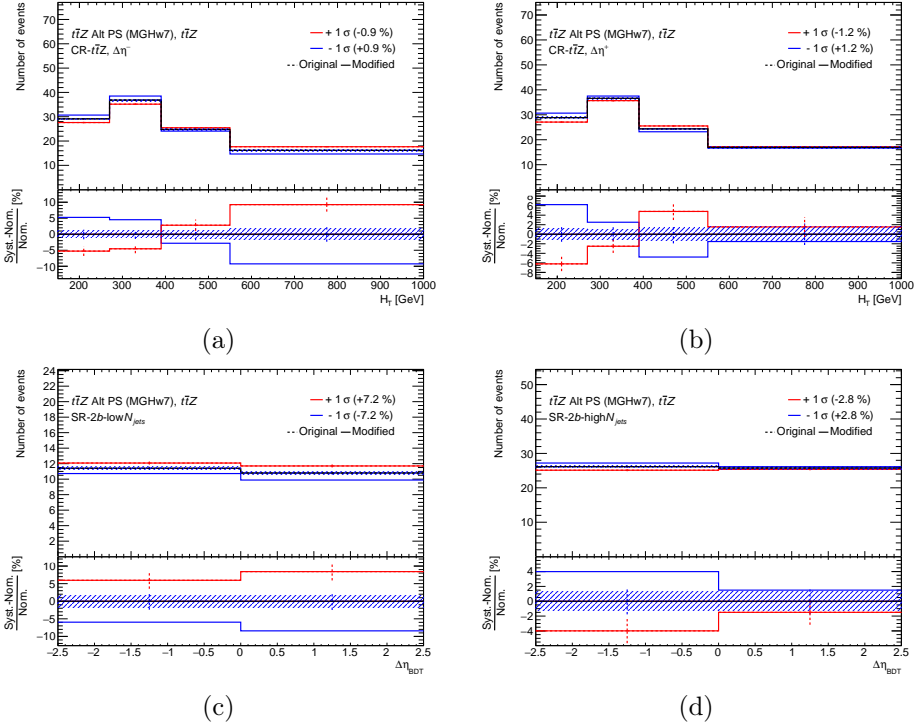 Number of events
70
60
50
40
30
20
10
tt̄Z Alt PS (MGHw7), tt̄Z
CR-tt̄Z, Δη⁻
+ 1 σ (-0.9 %)
- 1 σ (+0.9 %)
Original Modified
Syst.-Nom. [%]
Nom.
10
5
0
−5
−10
200 300 400 500 600 700 800 900 1000
H_T [GeV]
(a)
Number of events
70
60
50
40
30
20
10
tt̄Z Alt PS (MGHw7), tt̄Z
CR-tt̄Z, Δη⁺
+ 1 σ (-1.2 %)
- 1 σ (+1.2 %)
Original Modified
Syst.-Nom. [%]
Nom.
8
6
4
2
0
−2
−4
−6
−8
200 300 400 500 600 700 800 900 1000
H_T [GeV]
(b)
Number of events
24
22
20
18
16
14
12
10
8
6
4
2
tt̄Z Alt PS (MGHw7), tt̄Z
SR-2b-lowN_jets
+ 1 σ (+7.2 %)
- 1 σ (-7.2 %)
Original Modified
Syst.-Nom. [%]
Nom.
10
5
0
−5
−10
−2.5 −2 −1.5 −1 −0.5 0 0.5 1 1.5 2 2.5
Δη_BDT
(c)
Number of events
50
40
30
20
10
tt̄Z Alt PS (MGHw7), tt̄Z
SR-2b-highN_jets
+ 1 σ (-2.8 %)
- 1 σ (+2.8 %)
Original Modified
Syst.-Nom. [%]
Nom.
4
2
0
−2
−4
−2.5 −2 −1.5 −1 −0.5 0 0.5 1 1.5 2 2.5
Δη_BDT
(d)